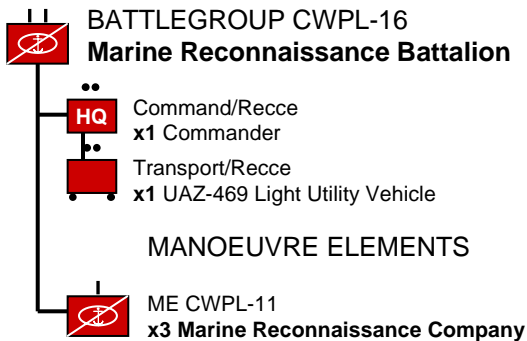 BATTLEGROUP CWPL-16
Marine Reconnaissance Battalion
HQ
Command/Recce
x1 Commander
Transport/Recce
x1 UAZ-469 Light Utility Vehicle
MANOEUVRE ELEMENTS
ME CWPL-11
x3 Marine Reconnaissance Company